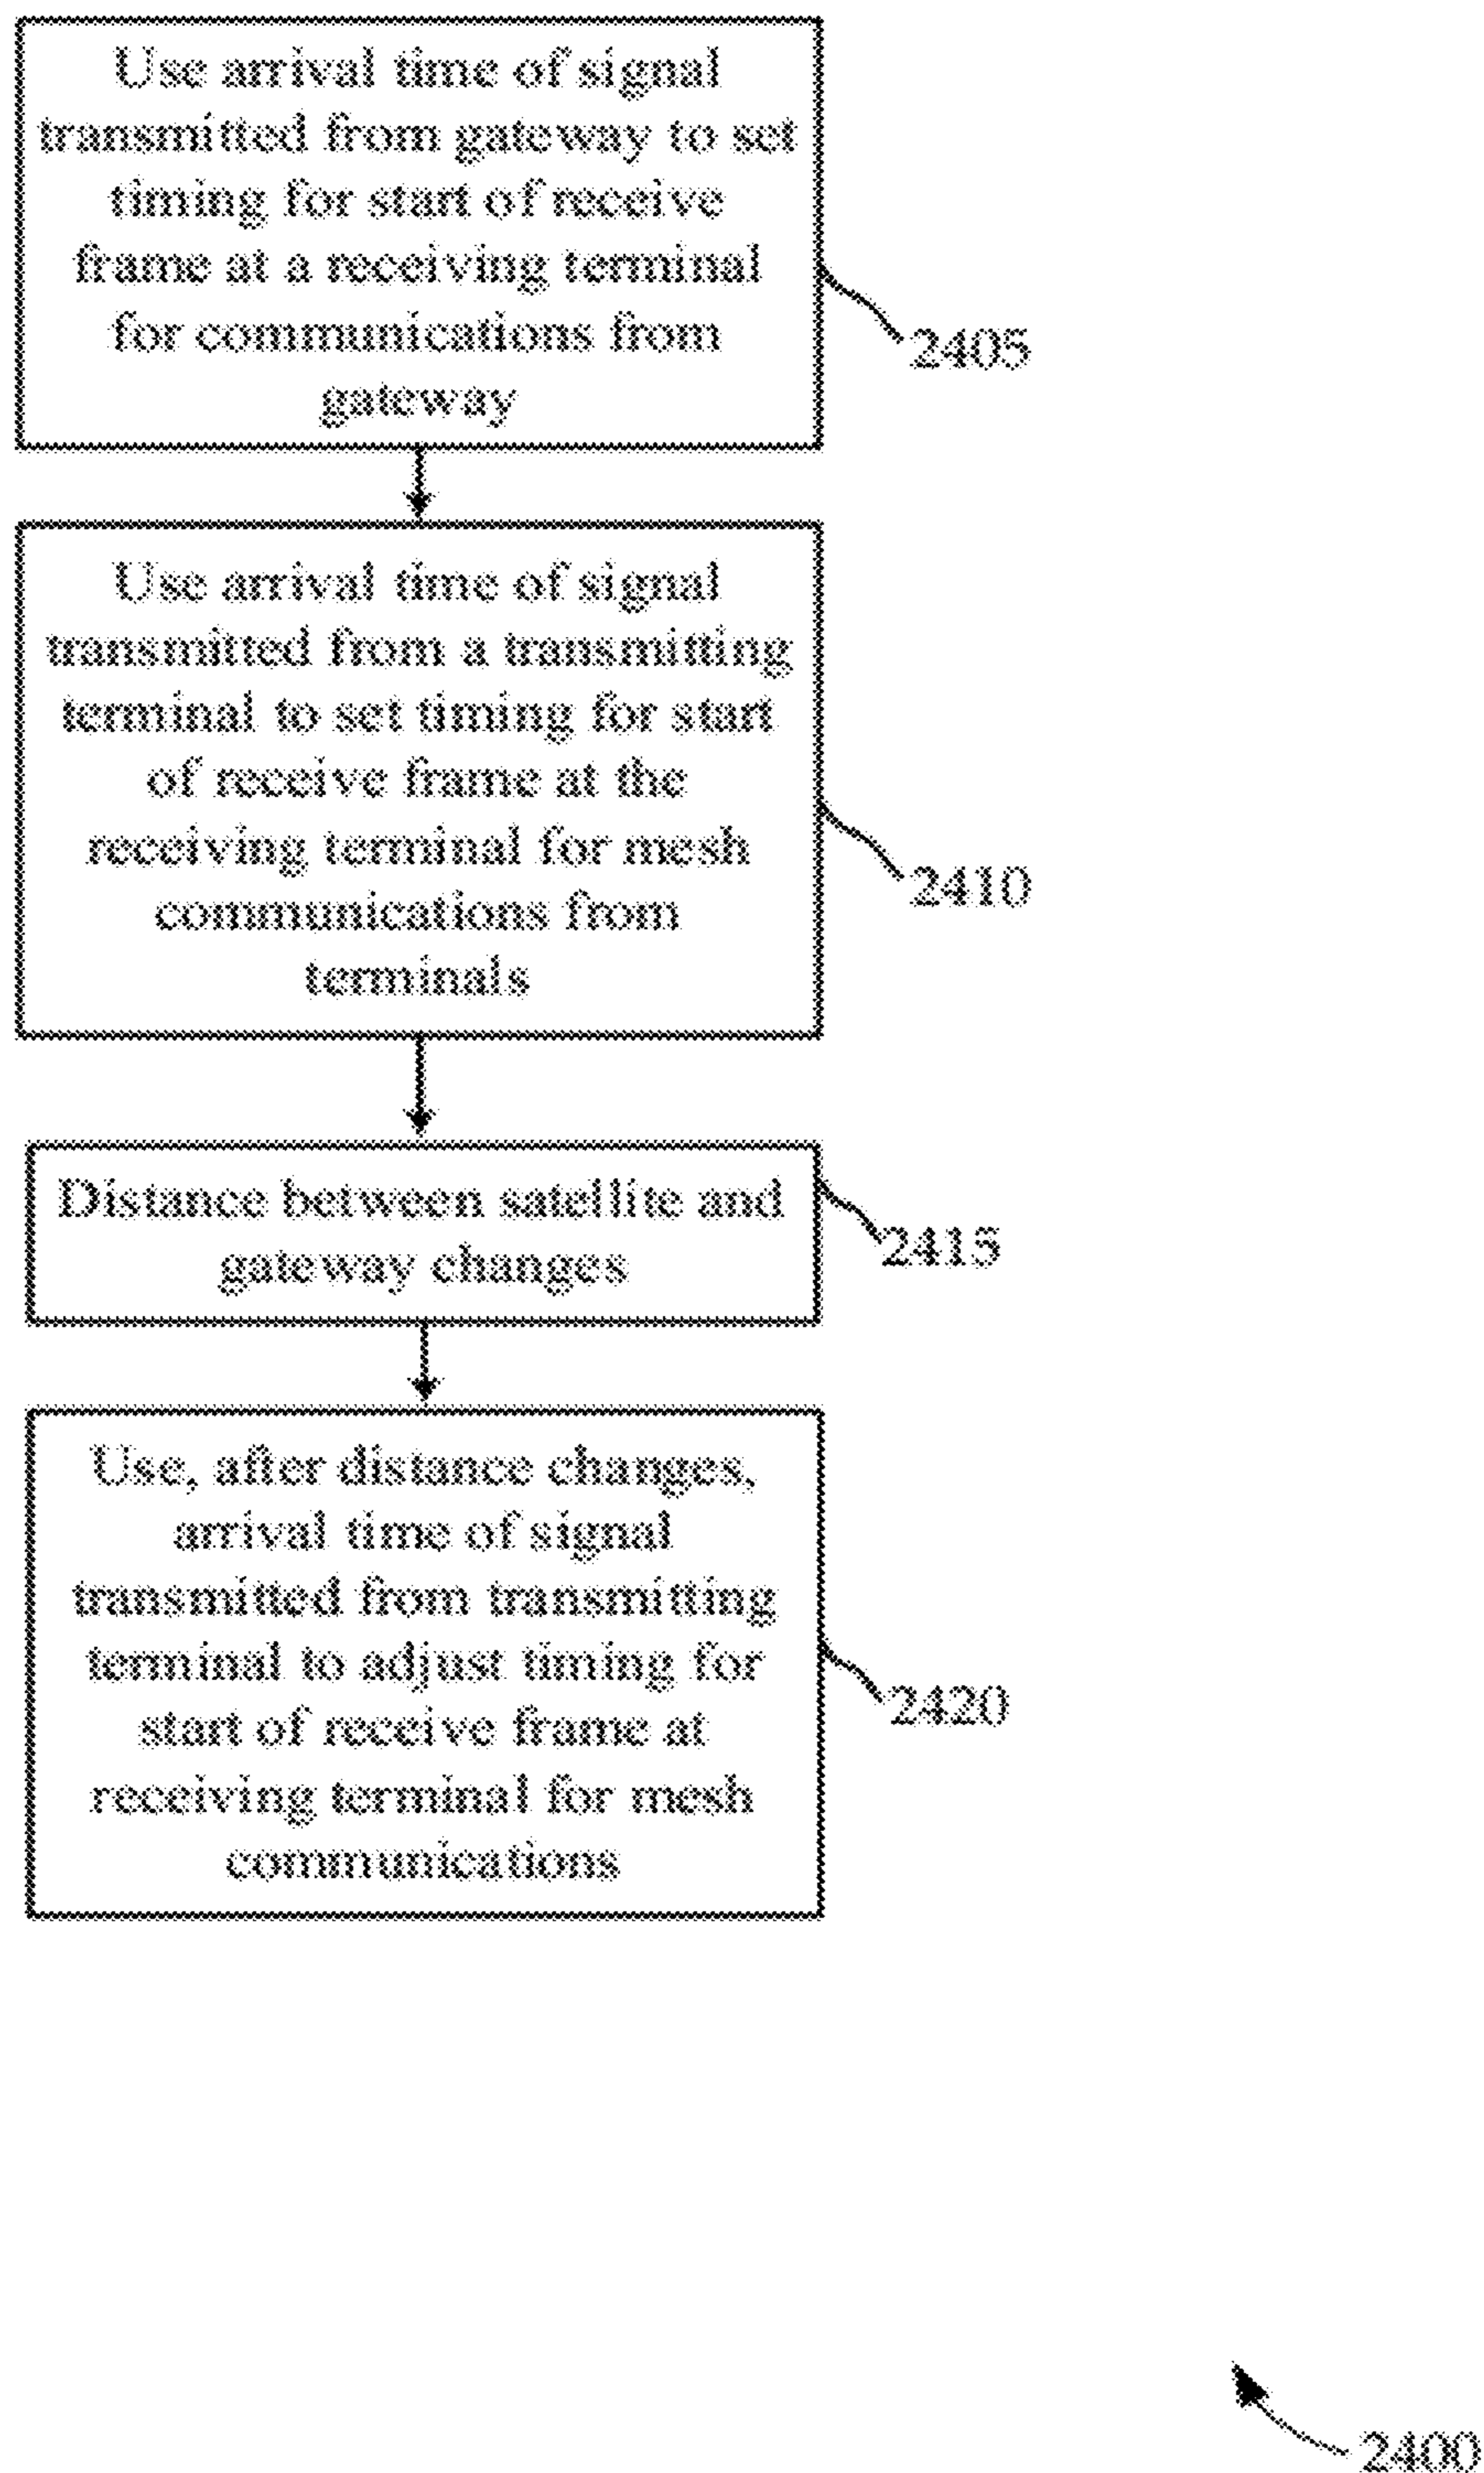 Use arrival time of signal
transmitted from gateway to set
timing for start of receive
frame at a receiving terminal
for communications from
gateway
2405
Use arrival time of signal
transmitted from a transmitting
terminal to set timing for start
of receive frame at the
receiving terminal for mesh
communications from
terminals
2410
Distance between satellite and
gateway changes
2415
Use, after distance changes,
arrival time of signal
transmitted from transmitting
terminal to adjust timing for
start of receive frame at
receiving terminal for mesh
communications
2420
2400